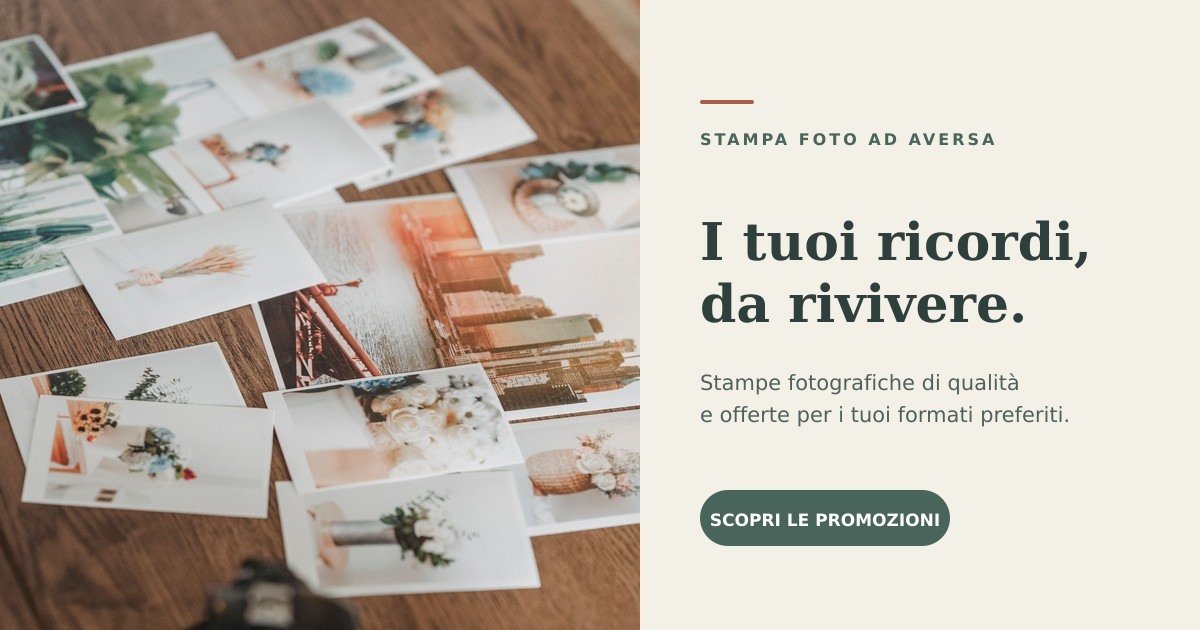 STAMPA FOTO AD AVERSA
I tuoi ricordi,
da rivivere.
Stampe fotografiche di qualità
e offerte per i tuoi formati preferiti.
SCOPRI LE PROMOZIONI